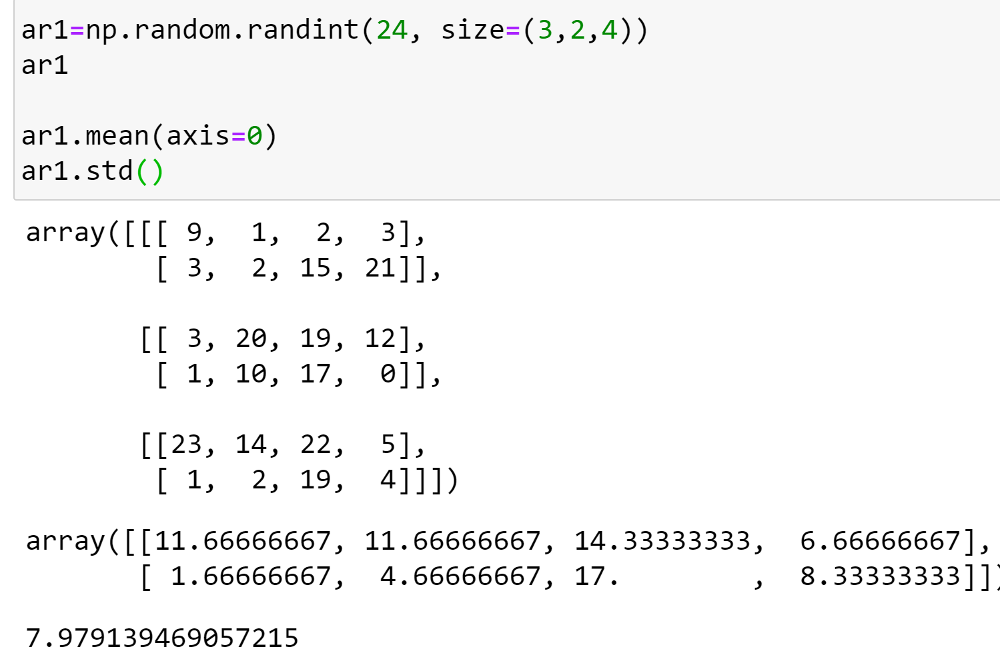 ar1=np.random.randint(24, size=(3,2,4))
ar1
ar1.mean(axis=0)
ar1.std()
array([[[ 9,  1,  2,  3],
        [ 3,  2, 15, 21]],
       [[ 3, 20, 19, 12],
        [ 1, 10, 17,  0]],
       [[23, 14, 22,  5],
        [ 1,  2, 19,  4]]])
array([[11.66666667, 11.66666667, 14.33333333,  6.66666667],
       [ 1.66666667,  4.66666667, 17.        ,  8.33333333]])
7.979139469057215